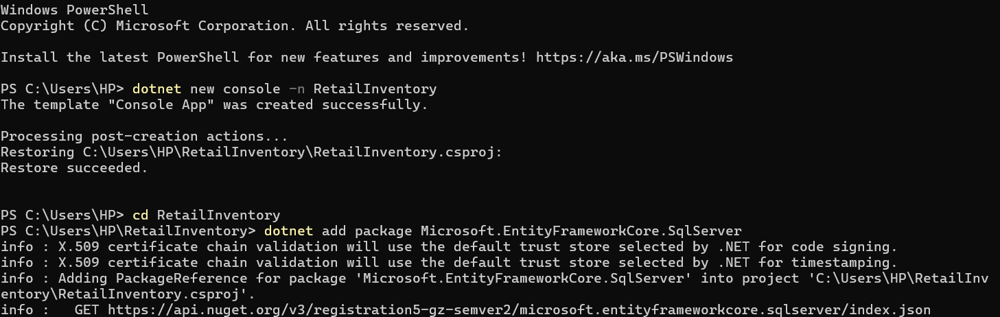 Windows PowerShell
Copyright (C) Microsoft Corporation. All rights reserved.
Install the latest PowerShell for new features and improvements! https://aka.ms/PSWindows
PS C:\Users\HP> dotnet new console -n RetailInventory
The template "Console App" was created successfully.
Processing post-creation actions...
Restoring C:\Users\HP\RetailInventory\RetailInventory.csproj:
Restore succeeded.
PS C:\Users\HP> cd RetailInventory
PS C:\Users\HP\RetailInventory> dotnet add package Microsoft.EntityFrameworkCore.SqlServer
info : X.509 certificate chain validation will use the default trust store selected by .NET for code signing.
info : X.509 certificate chain validation will use the default trust store selected by .NET for timestamping.
info : Adding PackageReference for package 'Microsoft.EntityFrameworkCore.SqlServer' into project 'C:\Users\HP\RetailInv
entory\RetailInventory.csproj'.
info :   GET https://api.nuget.org/v3/registration5-gz-semver2/microsoft.entityframeworkcore.sqlserver/index.json